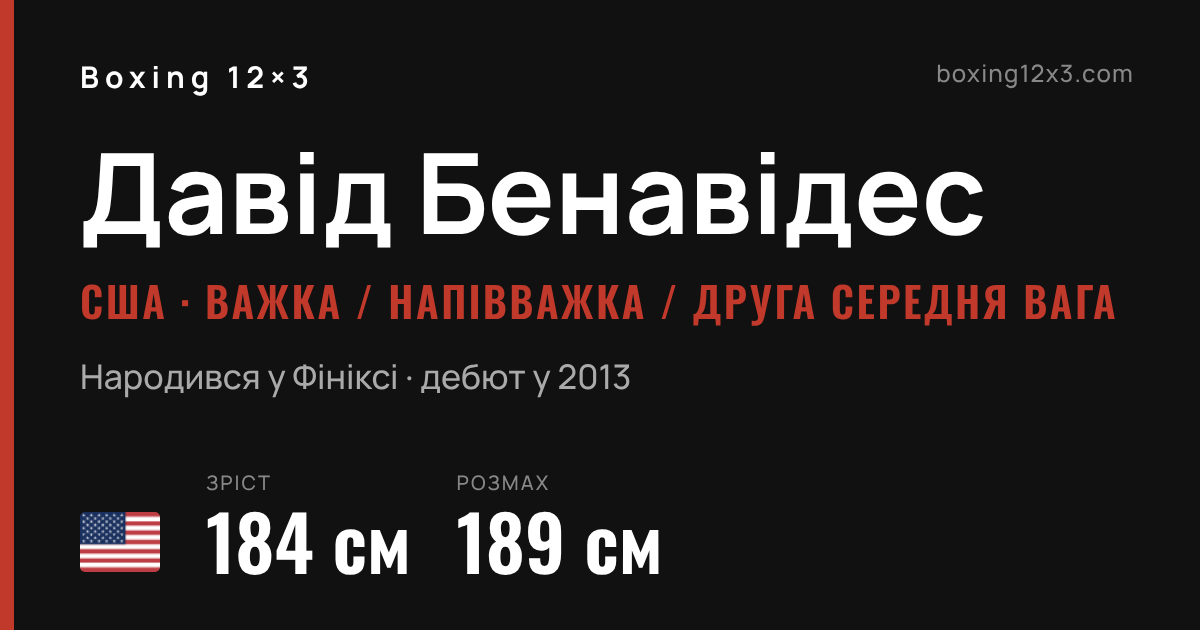 Boxing 12×3
boxing12x3.com
Давід Бенавідес
США · ВАЖКА / НАПІВВАЖКА / ДРУГА СЕРЕДНЯ ВАГА
Народився у Фініксі · дебют у 2013
ЗРІСТ РОЗМАХ
184 см 189 см